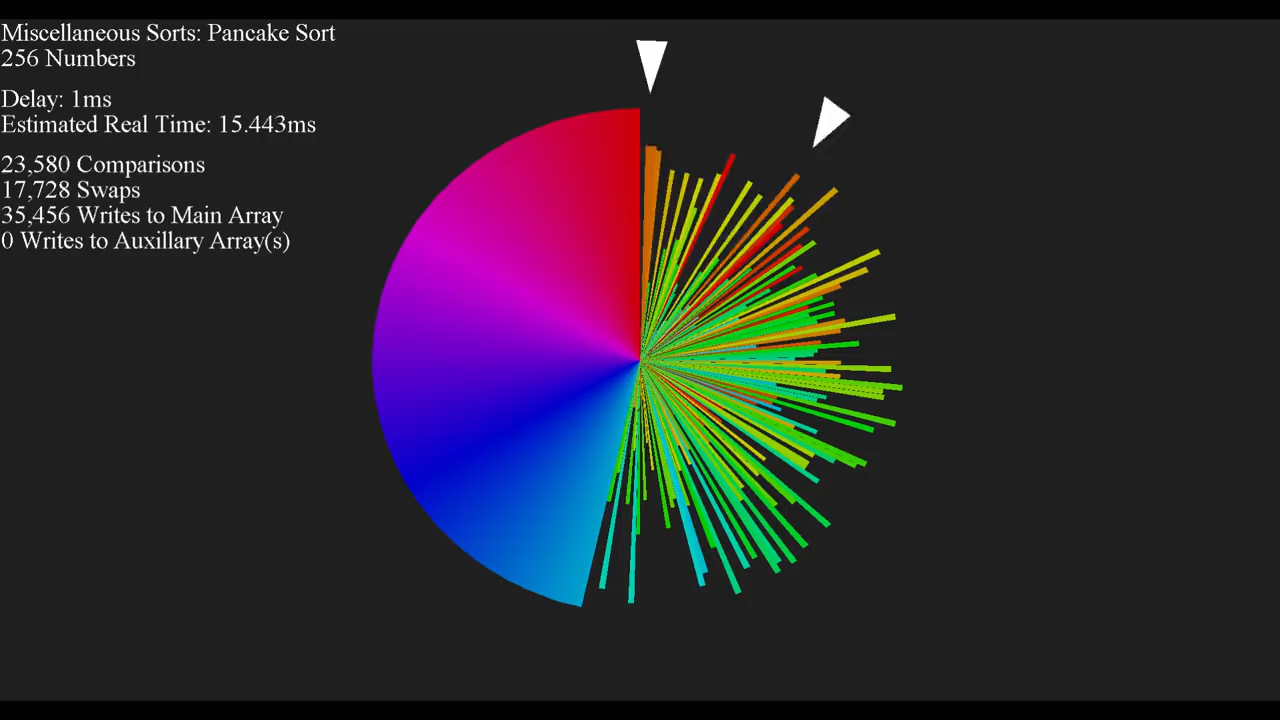 Miscellaneous Sorts: Pancake Sort
256 Numbers
Delay: 1ms
Estimated Real Time: 15.443ms
23,580 Comparisons
17,728 Swaps
35,456 Writes to Main Array
0 Writes to Auxillary Array(s)